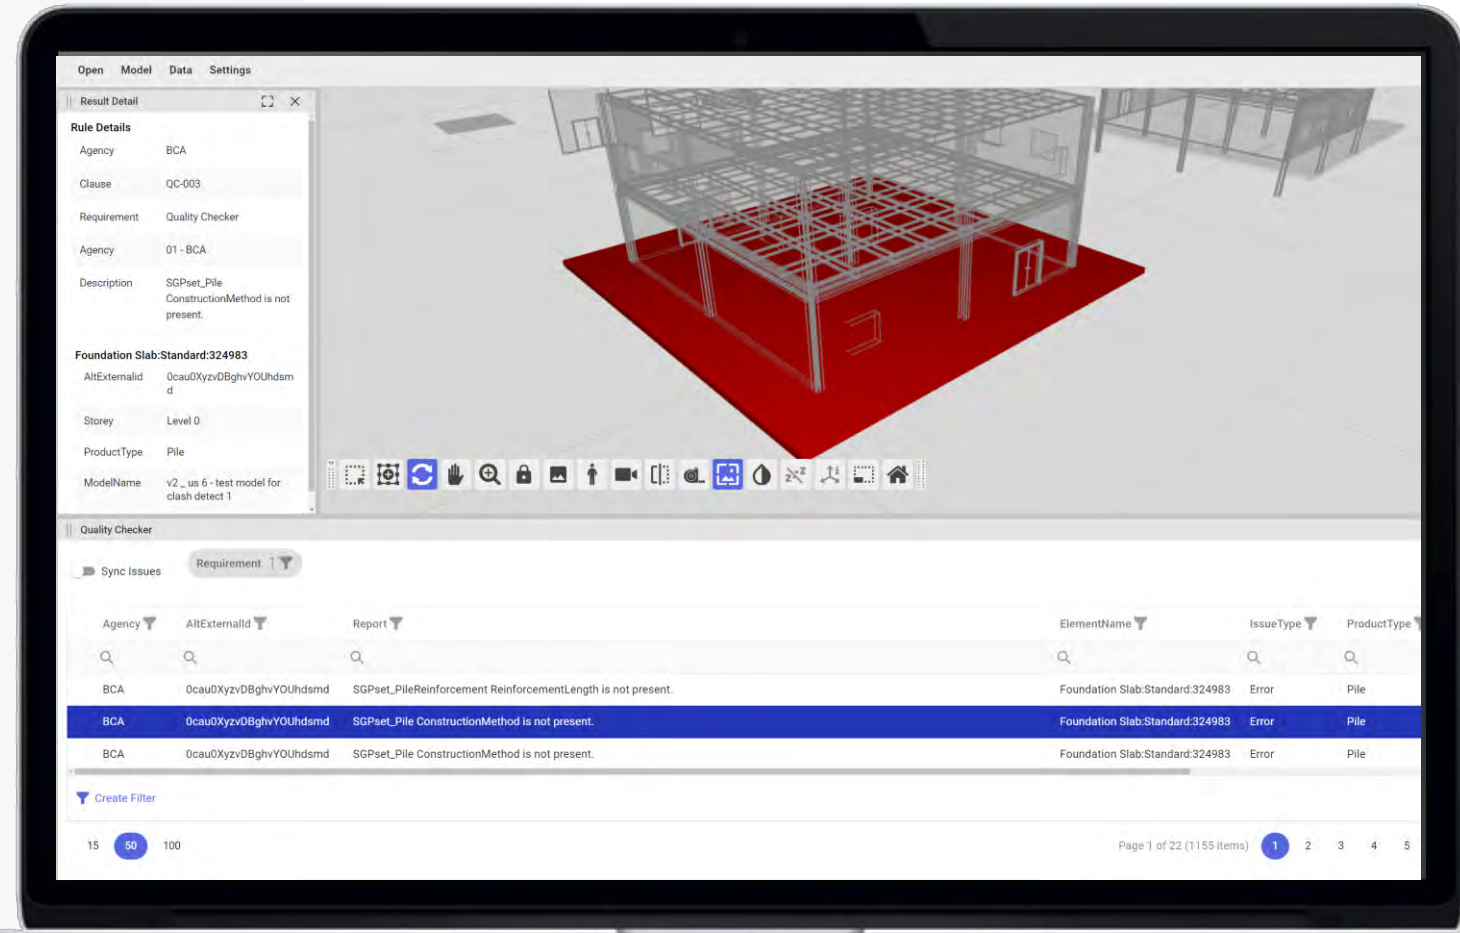 Open Model Data Settings
Result Detail
Rule Details
Agency BCA
Clause QC-003
Requirement Quality Checker
Agency 01 - BCA
Description SGPset_Pile
ConstructionMethod is not
present.
Foundation Slab:Standard:324983
AltExternalid 0cau0XyzvDBghvYOUhdsm
d
Storey Level 0
ProductType Pile
ModelName v2 _ us 6 - test model for
clash detect 1
Quality Checker
Sync Issues Requirement 1
Agency AltExternalId Report ElementName IssueType ProductType
BCA 0cau0XyzvDBghvYOUhdsmd SGPset_PileReinforcement ReinforcementLength is not present. Foundation Slab:Standard:324983 Error Pile
BCA 0cau0XyzvDBghvYOUhdsmd SGPset_Pile ConstructionMethod is not present. Foundation Slab:Standard:324983 Error Pile
BCA 0cau0XyzvDBghvYOUhdsmd SGPset_Pile ConstructionMethod is not present. Foundation Slab:Standard:324983 Error Pile
Create Filter
15 50 100 Page 1 of 22 (1155 items) 1 2 3 4 5